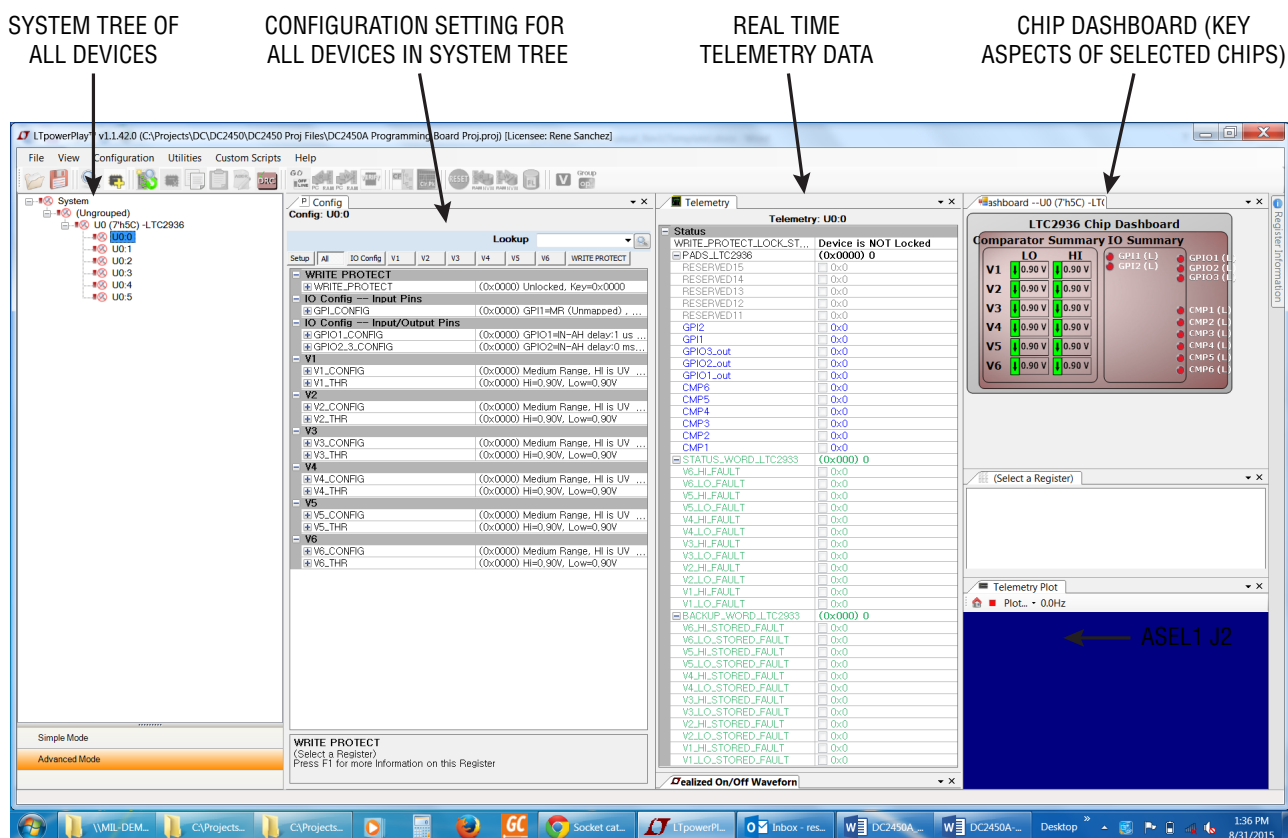 SYSTEM TREE OF
ALL DEVICES
CONFIGURATION SETTING FOR
ALL DEVICES IN SYSTEM TREE
REAL TIME
TELEMETRY DATA
CHIP DASHBOARD (KEY
ASPECTS OF SELECTED CHIPS)
LTpowerPlay™ v1.1.42.0 (C:\Projects\DC\DC2450\DC2450 Proj Files\DC2450A Programming Board Proj.proj) [Licensee: Rene Sanchez]
File View Configuration Utilities Custom Scripts Help
System
(Ungrouped)
U0 (7'h5C) -LTC2936
U0:0
U0:1
U0:2
U0:3
U0:4
U0:5
Simple Mode
Advanced Mode
Config
Config: U0:0
Lookup
Setup All IO Config V1 V2 V3 V4 V5 V6 WRITE PROTECT
WRITE PROTECT
WRITE_PROTECT (0x0000) Unlocked, Key=0x0000
IO Config -- Input Pins
GPI_CONFIG (0x0000) GPI1=MR (Unmapped) , ...
IO Config -- Input/Output Pins
GPIO1_CONFIG (0x0000) GPIO1=IN-AH delay:1 us ...
GPIO2_3_CONFIG (0x0000) GPIO2=IN-AH delay:0 ms...
V1
V1_CONFIG (0x0000) Medium Range, HI is UV ...
V1_THR (0x0000) Hi=0.90V, Low=0.90V
V2
V2_CONFIG (0x0000) Medium Range, HI is UV ...
V2_THR (0x0000) Hi=0.90V, Low=0.90V
V3
V3_CONFIG (0x0000) Medium Range, HI is UV ...
V3_THR (0x0000) Hi=0.90V, Low=0.90V
V4
V4_CONFIG (0x0000) Medium Range, HI is UV ...
V4_THR (0x0000) Hi=0.90V, Low=0.90V
V5
V5_CONFIG (0x0000) Medium Range, HI is UV ...
V5_THR (0x0000) Hi=0.90V, Low=0.90V
V6
V6_CONFIG (0x0000) Medium Range, HI is UV ...
V6_THR (0x0000) Hi=0.90V, Low=0.90V
WRITE PROTECT
(Select a Register)
Press F1 for more Information on this Register
Telemetry
Telemetry: U0:0
Status
WRITE_PROTECT_LOCK_ST... Device is NOT Locked
PADS_LTC2936 (0x0000) 0
RESERVED15 0x0
RESERVED14 0x0
RESERVED13 0x0
RESERVED12 0x0
RESERVED11 0x0
GPI2 0x0
GPI1 0x0
GPIO3_out 0x0
GPIO2_out 0x0
GPIO1_out 0x0
CMP6 0x0
CMP5 0x0
CMP4 0x0
CMP3 0x0
CMP2 0x0
CMP1 0x0
STATUS_WORD_LTC2933 (0x000) 0
V6_HI_FAULT 0x0
V6_LO_FAULT 0x0
V5_HI_FAULT 0x0
V5_LO_FAULT 0x0
V4_HI_FAULT 0x0
V4_LO_FAULT 0x0
V3_HI_FAULT 0x0
V3_LO_FAULT 0x0
V2_HI_FAULT 0x0
V2_LO_FAULT 0x0
V1_HI_FAULT 0x0
V1_LO_FAULT 0x0
BACKUP_WORD_LTC2933 (0x000) 0
V6_HI_STORED_FAULT 0x0
V6_LO_STORED_FAULT 0x0
V5_HI_STORED_FAULT 0x0
V5_LO_STORED_FAULT 0x0
V4_HI_STORED_FAULT 0x0
V4_LO_STORED_FAULT 0x0
V3_HI_STORED_FAULT 0x0
V3_LO_STORED_FAULT 0x0
V2_HI_STORED_FAULT 0x0
V2_LO_STORED_FAULT 0x0
V1_HI_STORED_FAULT 0x0
V1_LO_STORED_FAULT 0x0
ealized On/Off Waveforn
ashboard --U0 (7'h5C) -LT(
LTC2936 Chip Dashboard
Comparator Summary IO Summary
LO HI
V1 0.90 V 0.90 V
V2 0.90 V 0.90 V
V3 0.90 V 0.90 V
V4 0.90 V 0.90 V
V5 0.90 V 0.90 V
V6 0.90 V 0.90 V
GPI1 (L)
GPI2 (L)
GPIO1 (L
GPIO2 (L
GPIO3 (L
CMP1 (L
CMP2 (L
CMP3 (L
CMP4 (L
CMP5 (L
CMP6 (L
Register Information
(Select a Register)
Telemetry Plot
Plot... 0.0Hz
ASEL1 J2
\\MIL-DEM... C:\Projects... C:\Projects... GC Socket cat... LTpowerPl... Inbox - res... DC2450A_... DC2450A-... Desktop
1:36 PM
8/31/2015